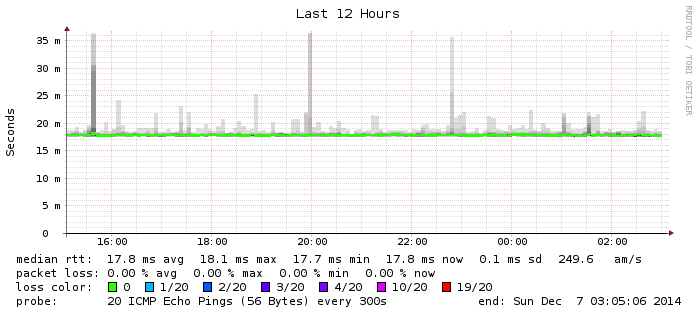 Last 12 Hours
RRDTOOL / TOBI OETIKER
Seconds
35 m
30 m
25 m
20 m
15 m
10 m
5 m
0
16:00 18:00 20:00 22:00 00:00 02:00
median rtt: 17.8 ms avg 18.1 ms max 17.7 ms min 17.8 ms now 0.1 ms sd 249.6 am/s
packet loss: 0.00 % avg 0.00 % max 0.00 % min 0.00 % now
loss color: 0 1/20 2/20 3/20 4/20 10/20 19/20
probe: 20 ICMP Echo Pings (56 Bytes) every 300s end: Sun Dec 7 03:05:06 2014